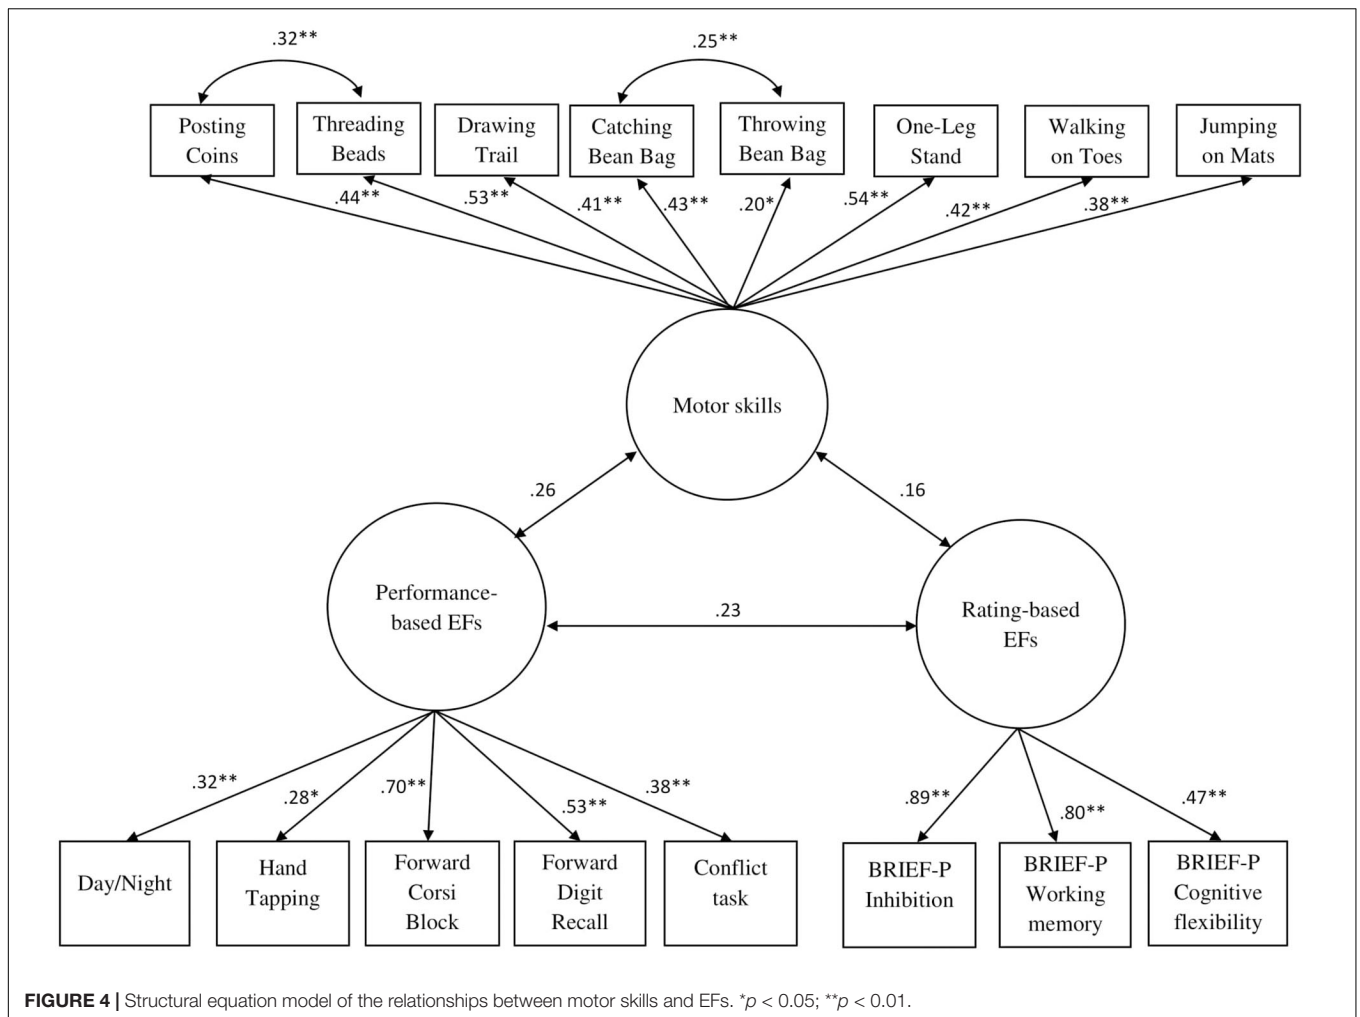 .32**
.25**
Posting
Coins
Threading
Beads
Drawing
Trail
Catching
Bean Bag
Throwing
Bean Bag
One-Leg
Stand
Walking
on Toes
Jumping
on Mats
.44**
.53**
.41**
.43**
.20*
.54**
.42**
.38**
Motor skills
.26
.16
Performance-
based EFs
.23
Rating-based
EFs
.32**
.28*
.70**
.53**
.38**
.89**
.80**
.47**
Day/Night
Hand
Tapping
Forward
Corsi
Block
Forward
Digit
Recall
Conflict
task
BRIEF-P
Inhibition
BRIEF-P
Working
memory
BRIEF-P
Cognitive
flexibility
FIGURE 4 | Structural equation model of the relationships between motor skills and EFs. *p < 0.05; **p < 0.01.